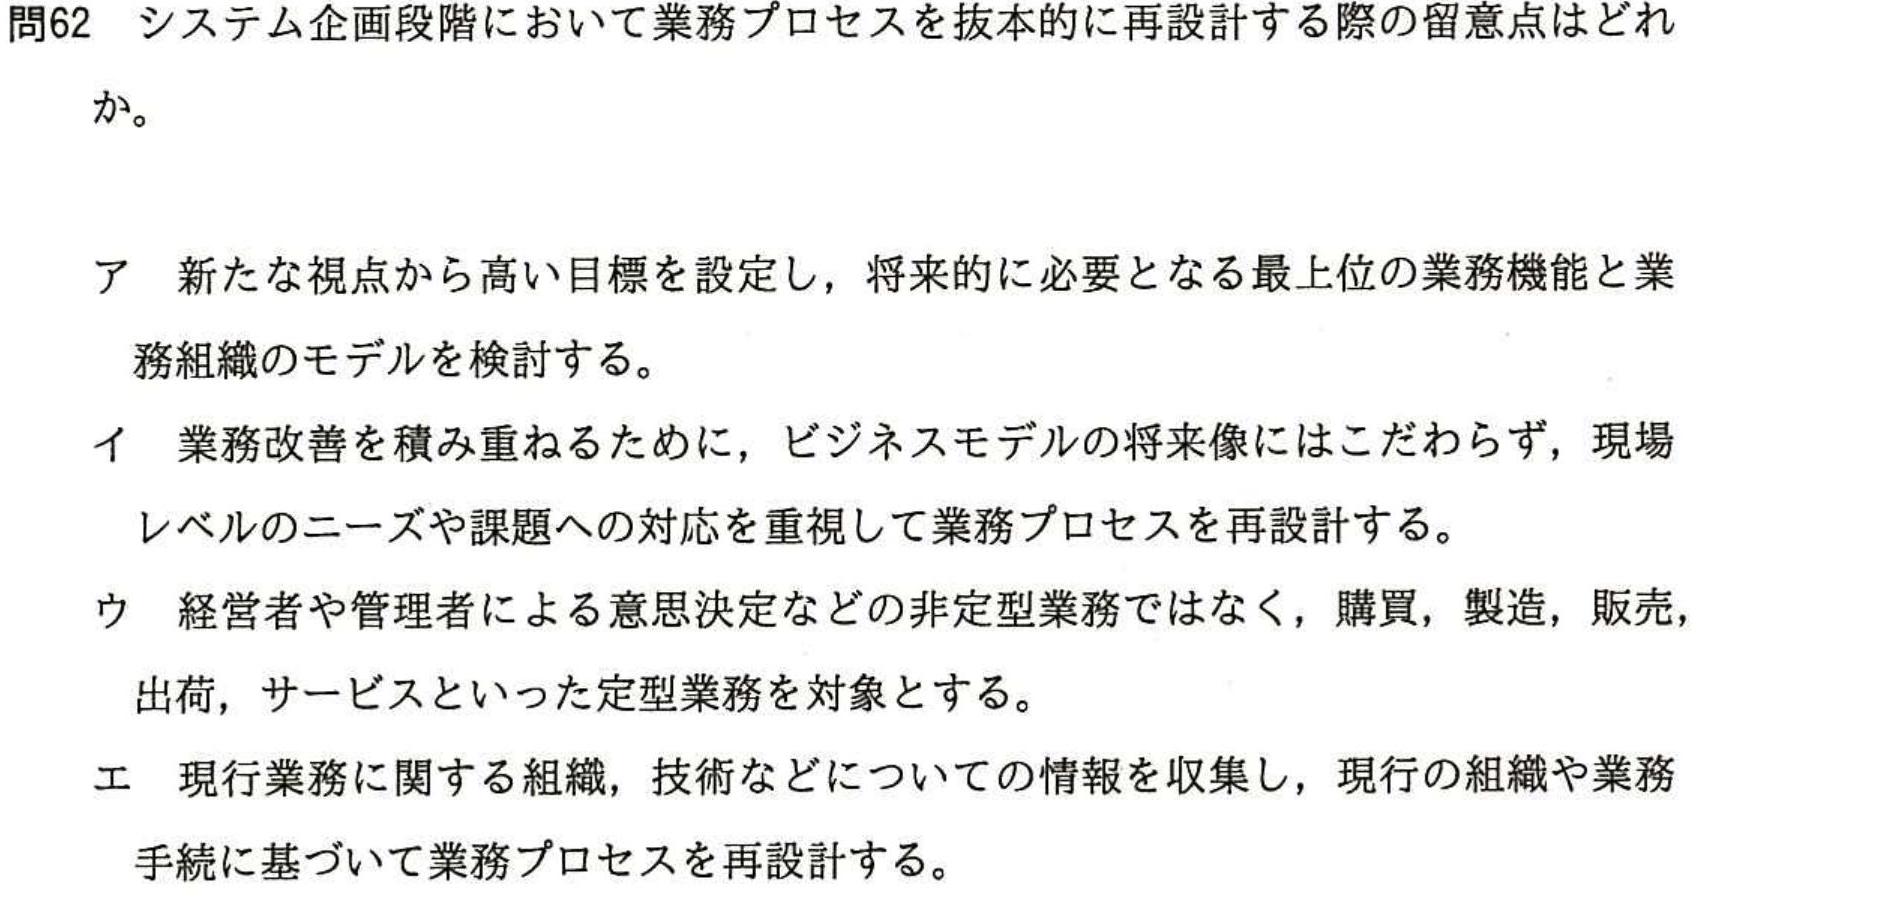 問62　システム企画段階において業務プロセスを抜本的に再設計する際の留意点はどれ
か。
ア　新たな視点から高い目標を設定し，将来的に必要となる最上位の業務機能と業
務組織のモデルを検討する。
イ　業務改善を積み重ねるために，ビジネスモデルの将来像にはこだわらず，現場
レベルのニーズや課題への対応を重視して業務プロセスを再設計する。
ウ　経営者や管理者による意思決定などの非定型業務ではなく，購買，製造，販売，
出荷，サービスといった定型業務を対象とする。
エ　現行業務に関する組織，技術などについての情報を収集し，現行の組織や業務
手続に基づいて業務プロセスを再設計する。